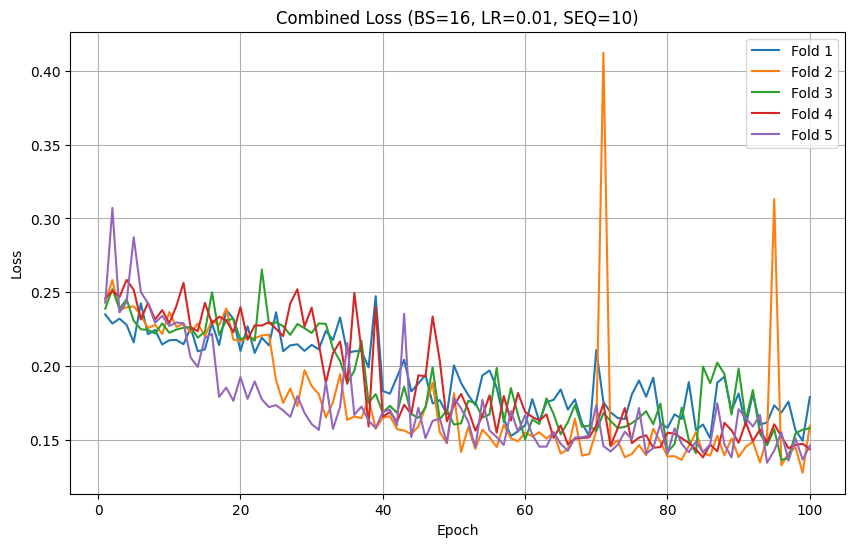 Combined Loss (BS=16, LR=0.01, SEQ=10)
Fold 1
Fold 2
Fold 3
Fold 4
Fold 5
Loss
0.40
0.35
0.30
0.25
0.20
0.15
0 20 40 60 80 100
Epoch